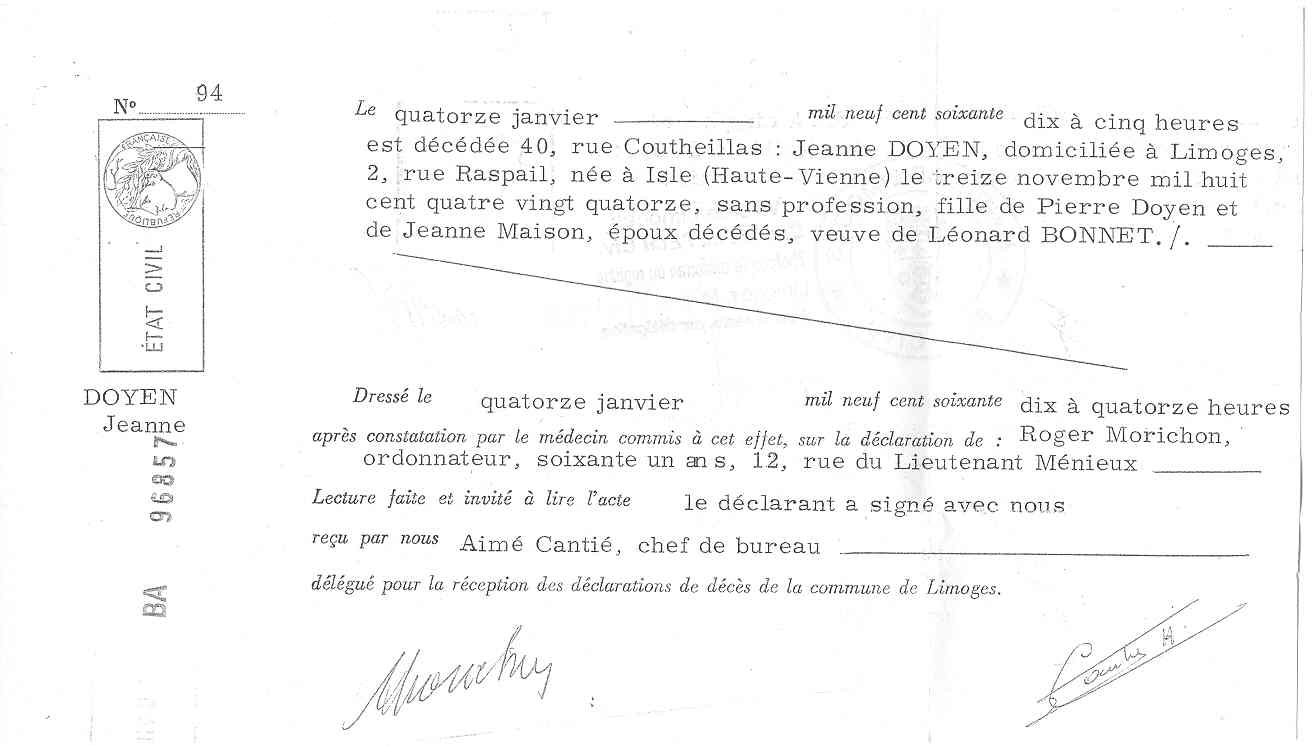 Nº 94
RÉPUBLIQUE FRANÇAISE
ÉTAT CIVIL
DOYEN
Jeanne
96857
BA
Le quatorze janvier mil neuf cent soixante dix à cinq heures
est décédée 40, rue Coutheillas : Jeanne DOYEN, domiciliée à Limoges,
2, rue Raspail, née à Isle (Haute-Vienne) le treize novembre mil huit
cent quatre vingt quatorze, sans profession, fille de Pierre Doyen et
de Jeanne Maison, époux décédés, veuve de Léonard BONNET./.
Dressé le quatorze janvier mil neuf cent soixante dix à quatorze heures
après constatation par le médecin commis à cet effet, sur la déclaration de : Roger Morichon,
ordonnateur, soixante un an s, 12, rue du Lieutenant Ménieux
Lecture faite et invité à lire l'acte le déclarant a signé avec nous
reçu par nous Aimé Cantié, chef de bureau
délégué pour la réception des déclarations de décès de la commune de Limoges.